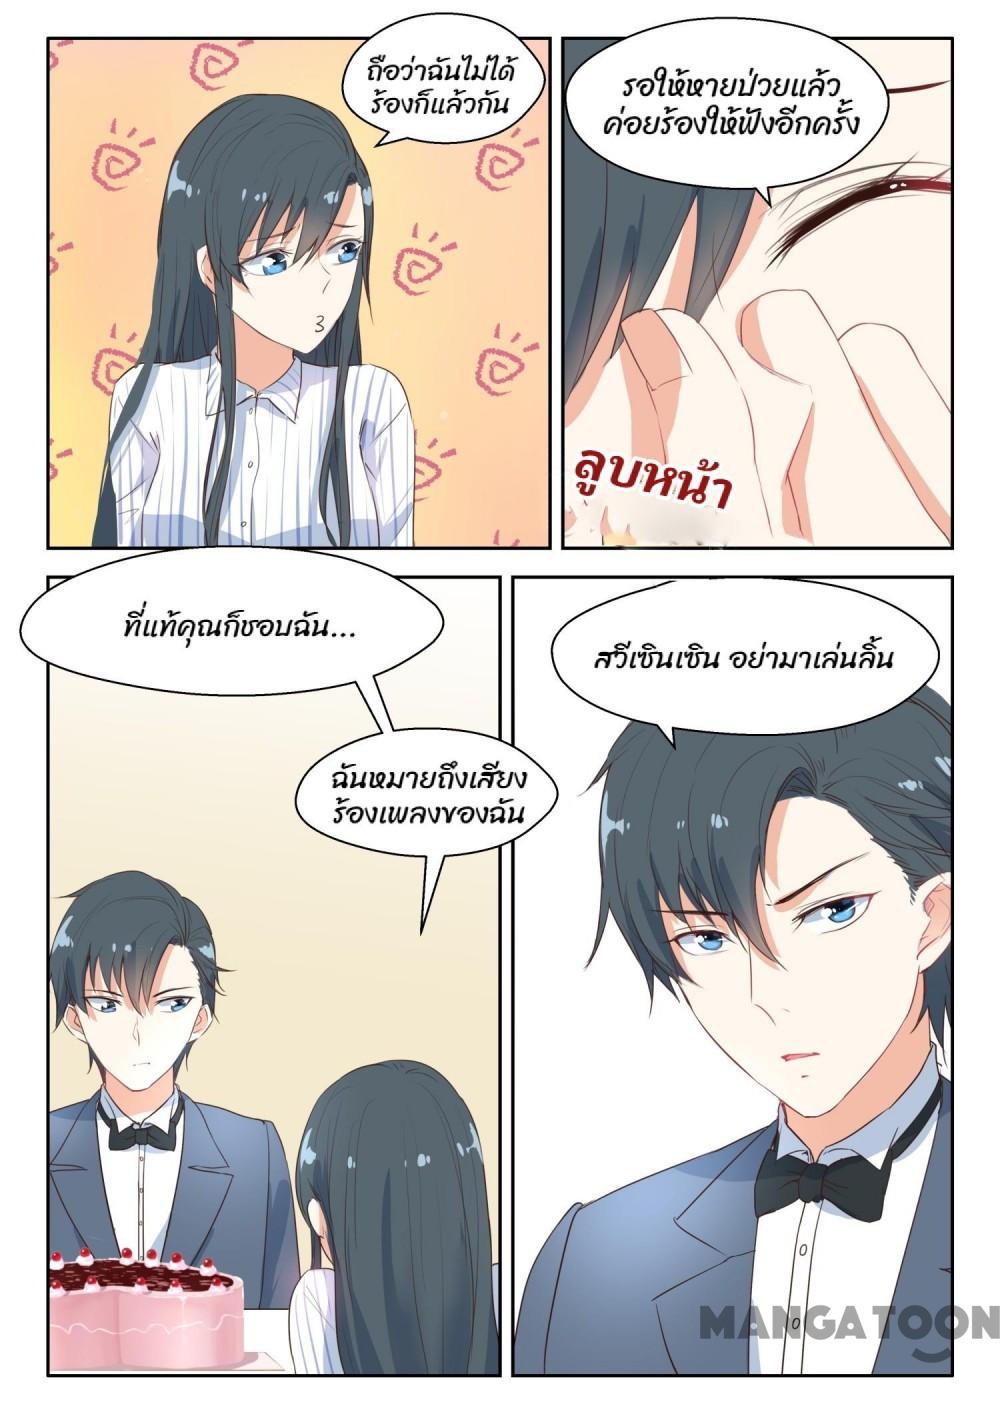 ถือว่าฉันไม่ได้
ร้องก็แล้วกัน
รอให้หายป่วยแล้ว
ค่อยร้องให้ฟังอีกครั้ง
ลูบหน้า
ที่แท้คุณก็ชอบฉัน...
ฉันหมายถึงเสียง
ร้องเพลงของฉัน
สวีเซินเซิน อย่ามาเล่นลิ้น
MANGATOON